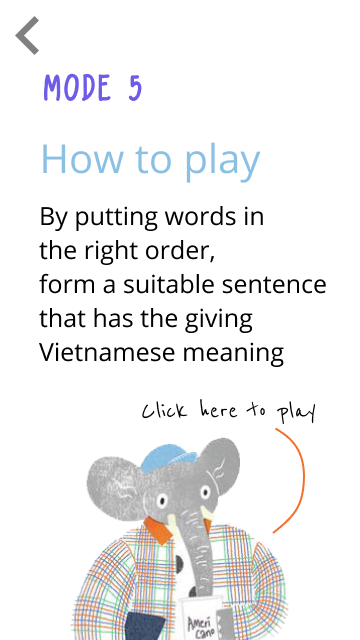 MODE 5
How to play
By putting words in
the right order,
form a suitable sentence
that has the giving
Vietnamese meaning
Click here to play
Ameri
cano